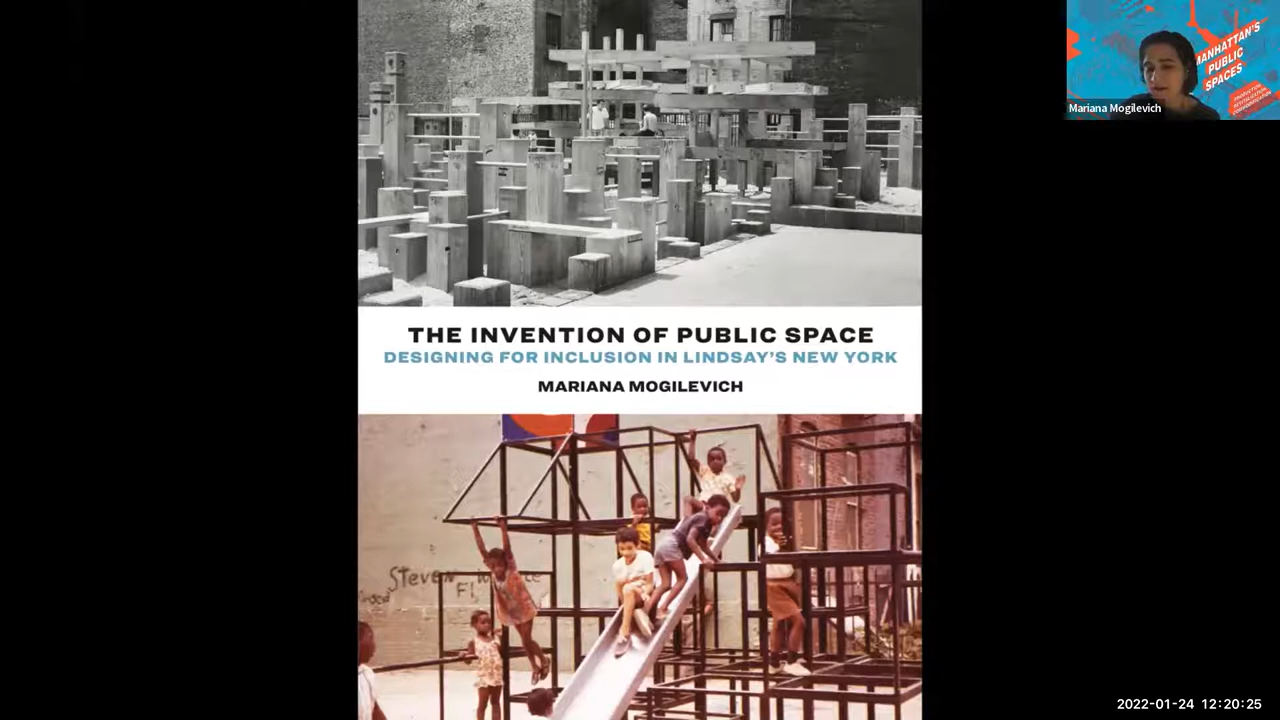 THE INVENTION OF PUBLIC SPACE
DESIGNING FOR INCLUSION IN LINDSAY'S NEW YORK
MARIANA MOGILEVICH
MANHATTAN'S
PUBLIC
SPACES
Mariana Mogilevich
Steven
2022-01-24 12:20:25